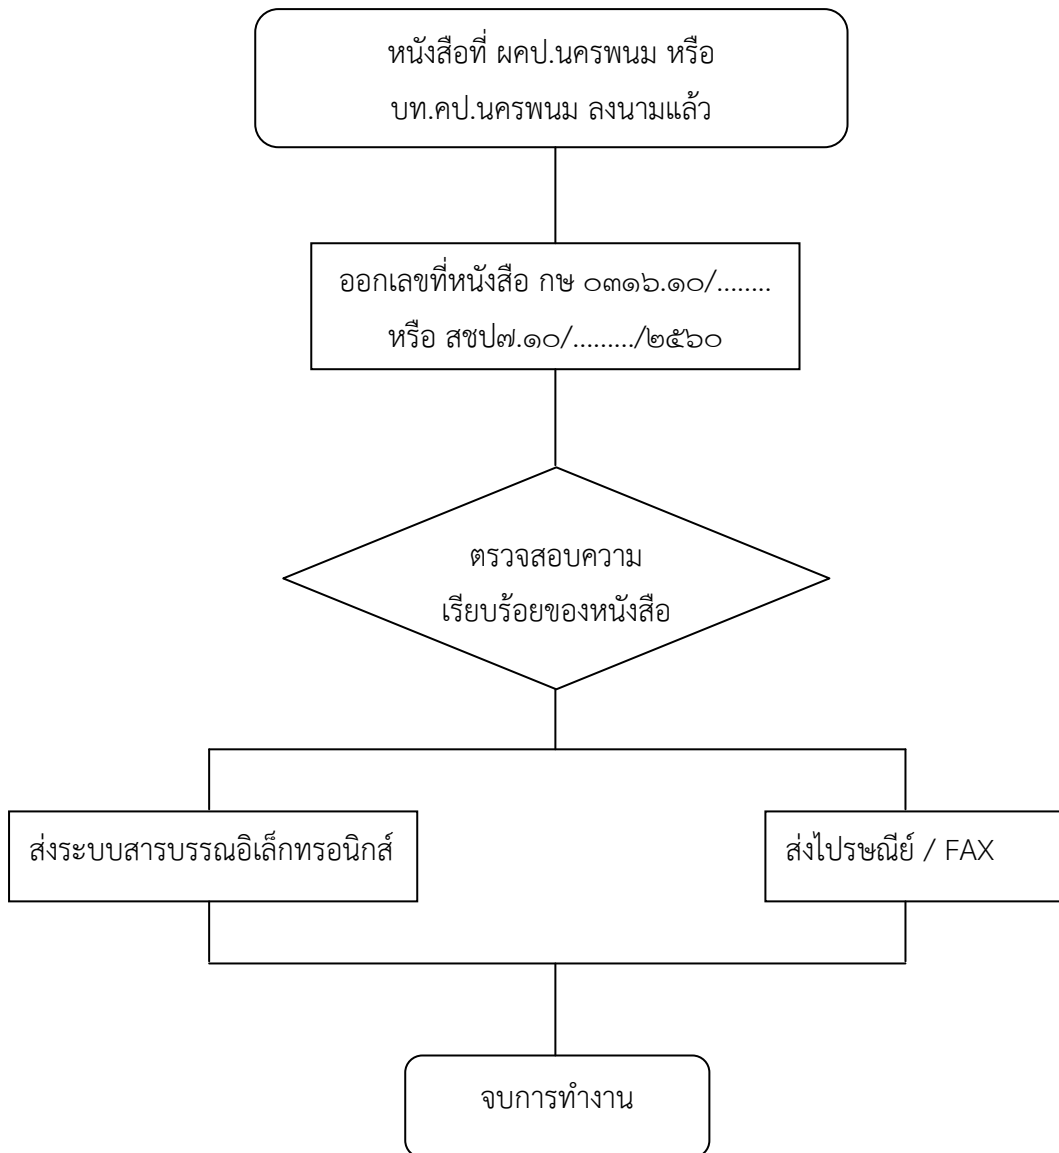 หนังสือที่ ผคป.นครพนม หรือ
บท.คป.นครพนม ลงนามแล้ว
ออกเลขที่หนังสือ กษ ๐๓๑๖.๑๐/........
หรือ สชป๗.๑๐/........./๒๕๖๐
ตรวจสอบความ
เรียบร้อยของหนังสือ
ส่งระบบสารบรรณอิเล็กทรอนิกส์
ส่งไปรษณีย์ / FAX
จบการทำงาน